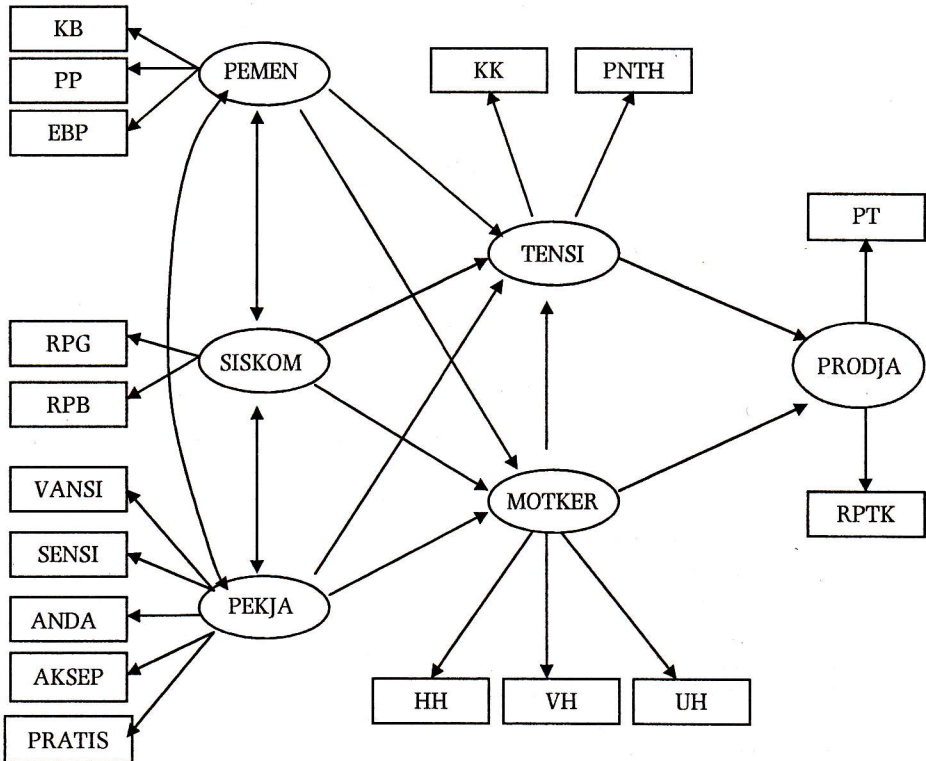 KB
PP
EBP
PEMEN
KK
PNTH
TENSI
PT
RPG
RPB
SISKOM
PRODJA
VANSI
SENSI
ANDA
AKSEP
PRATIS
PEKJA
MOTKER
RPTK
HH
VH
UH